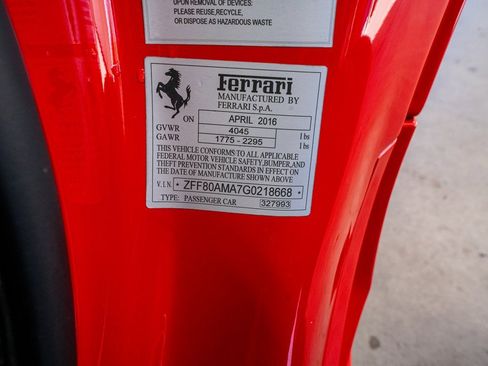 UPON REMOVAL OF DEVICES:
PLEASE REUSE, RECYCLE,
OR DISPOSE AS HAZARDOUS WASTE
Ferrari
MANUFACTURED BY
FERRARI S.p.A.
ON APRIL 2016
GVWR 4045 lbs
GAWR 1775 - 2295 lbs
THIS VEHICLE CONFORMS TO ALL APPLICABLE
FEDERAL MOTOR VEHICLE SAFETY, BUMPER, AND
THEFT PREVENTION STANDARDS IN EFFECT ON
THE DATE OF MANUFACTURE SHOWN ABOVE
V.I.N. * ZFF80AMA7G0218668 *
TYPE: PASSENGER CAR 327993